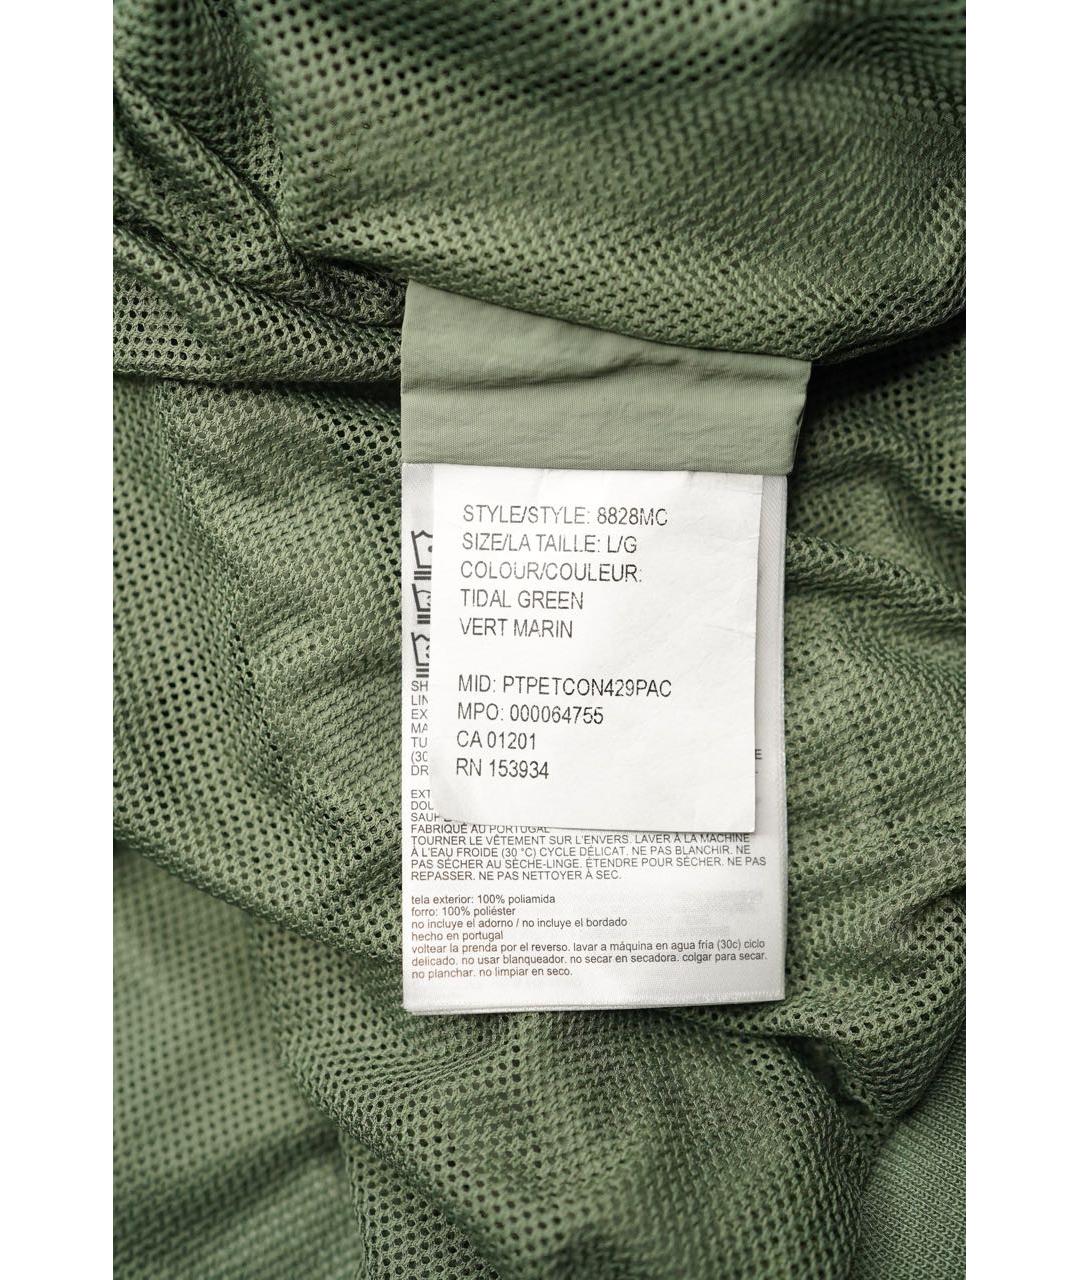 STYLE/STYLE: 8828MC
SIZE/LA TAILLE: L/G
COLOUR/COULEUR:
TIDAL GREEN
VERT MARIN
MID: PTPETCON429PAC
MPO: 000064755
CA 01201
RN 153934
FABRIQUÉ AU PORTUGAL
TOURNER LE VÊTEMENT SUR L'ENVERS. LAVER À LA MACHINE
À L'EAU FROIDE (30 °C) CYCLE DÉLICAT. NE PAS BLANCHIR. NE
PAS SÉCHER AU SÈCHE-LINGE. ÉTENDRE POUR SÉCHER. NE PAS
REPASSER. NE PAS NETTOYER À SEC.
tela exterior: 100% poliamida
forro: 100% poliéster
no incluye el adorno / no incluye el bordado
hecho en portugal
voltear la prenda por el reverso. lavar a máquina en agua fría (30c) ciclo
delicado. no usar blanqueador. no secar en secadora. colgar para secar.
no planchar. no limpiar en seco.